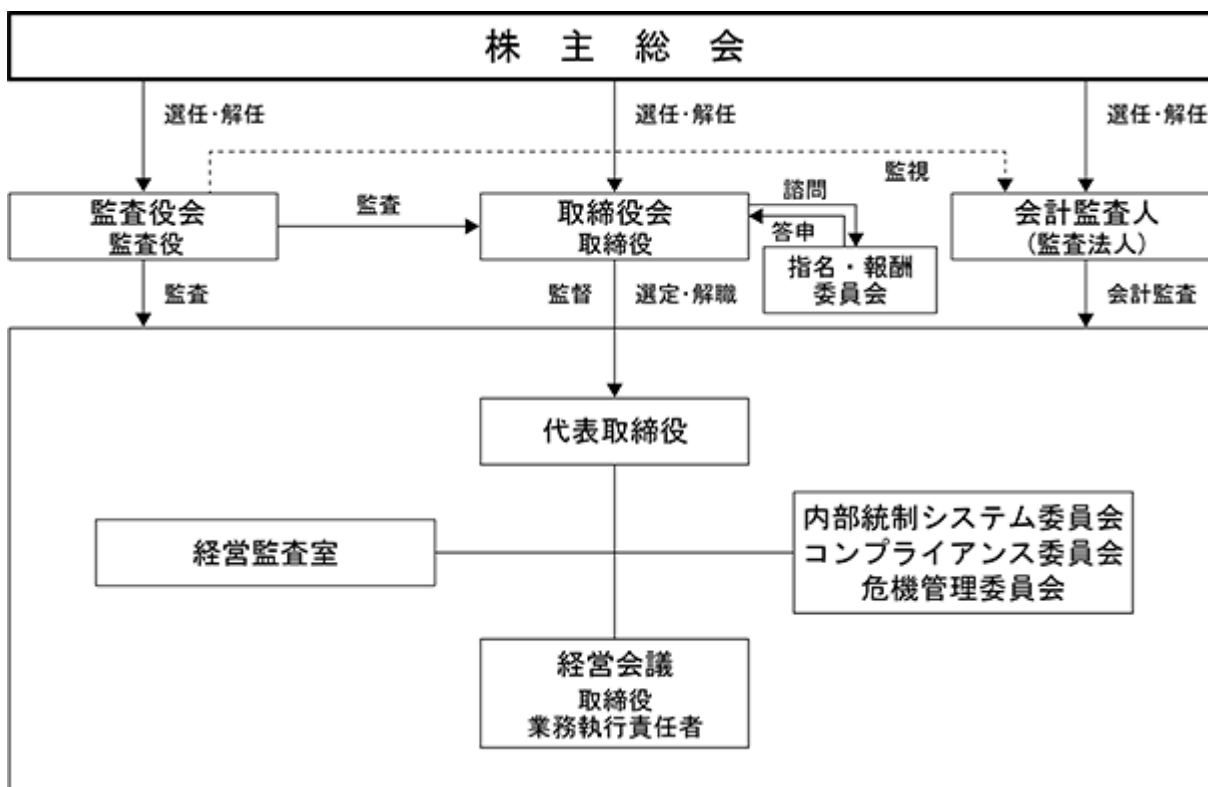 株主総会
選任・解任
選任・解任
選任・解任
監視
監査役会
監査役
監査
取締役会
取締役
諮問
答申
指名・報酬
委員会
会計監査人
(監査法人)
監査
監督
選定・解職
会計監査
代表取締役
経営監査室
内部統制システム委員会
コンプライアンス委員会
危機管理委員会
経営会議
取締役
業務執行責任者